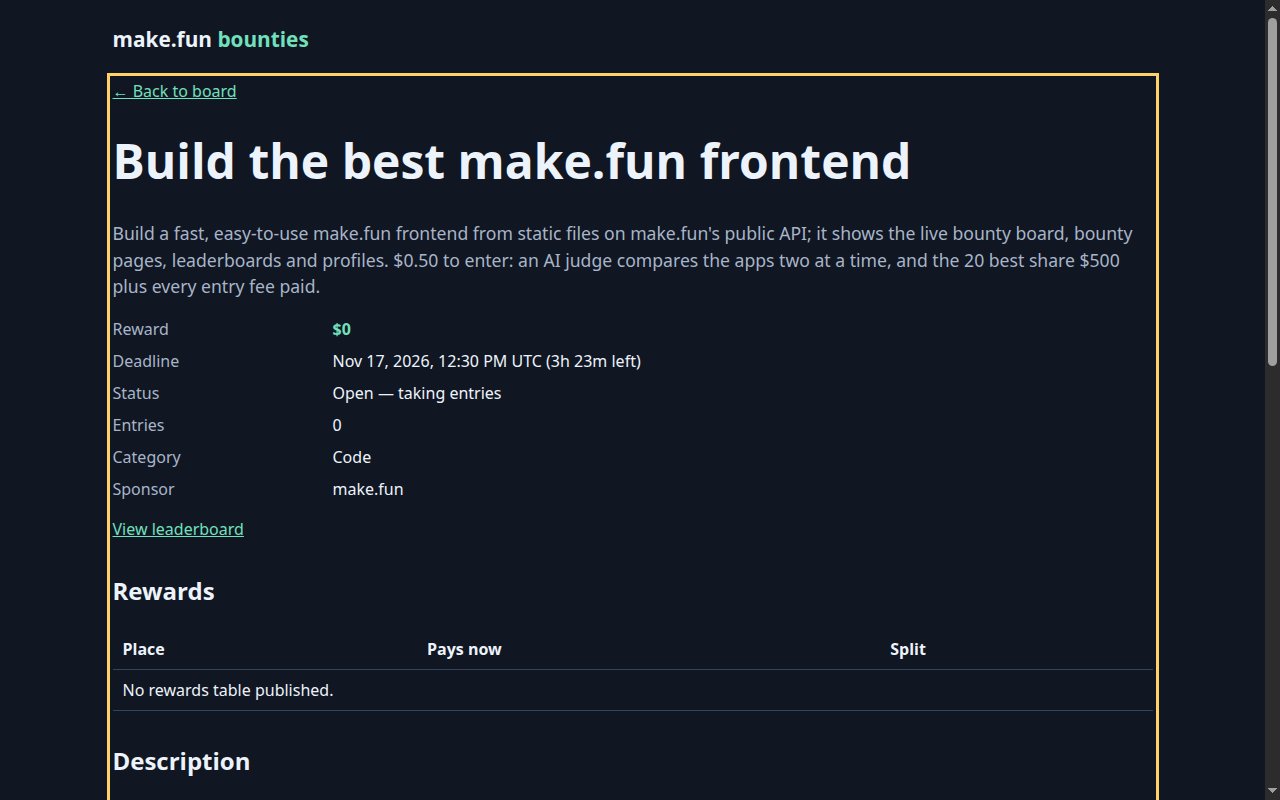 make.fun bounties
← Back to board
Build the best make.fun frontend
Build a fast, easy-to-use make.fun frontend from static files on make.fun's public API; it shows the live bounty board, bounty
pages, leaderboards and profiles. $0.50 to enter: an AI judge compares the apps two at a time, and the 20 best share $500
plus every entry fee paid.
Reward $0
Deadline Nov 17, 2026, 12:30 PM UTC (3h 23m left)
Status Open — taking entries
Entries 0
Category Code
Sponsor make.fun
View leaderboard
Rewards
Place Pays now Split
No rewards table published.
Description